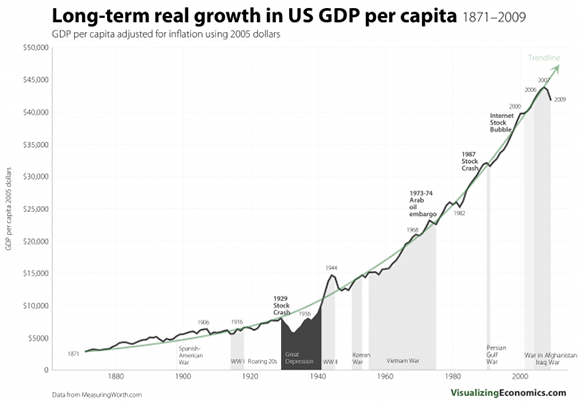 Long-term real growth in US GDP per capita 1871–2009
GDP per capita adjusted for inflation using 2005 dollars
$50,000
$45,000
$40,000
$35,000
$30,000
$25,000
$20,000
$15,000
$10,000
$5000
0
GDP per capita 2005 dollars
Trendline
2007
2006
2009
2000
Internet
Stock
Bubble
1987
Stock
Crash
1982
1973-74
Arab
oil
embargo
1968
1944
1929
Stock
Crash
1936
1916
1906
1871
Spanish-
American
War
WW I
Roaring 20s
Great
Depression
WW II
Korean
War
Vietnam War
Persian
Gulf
War
War in Afghanistan
Iraq War
1880
1900
1920
1940
1960
1980
2000
Data from MeasuringWorth.com
VisualizingEconomics.com